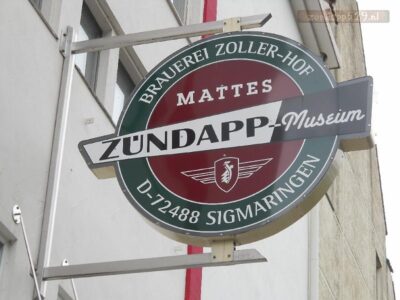 BRAUEREI ZOLLER-HOF
MATTES
ZÜNDAPP-Museum
D-72488 SIGMARINGEN